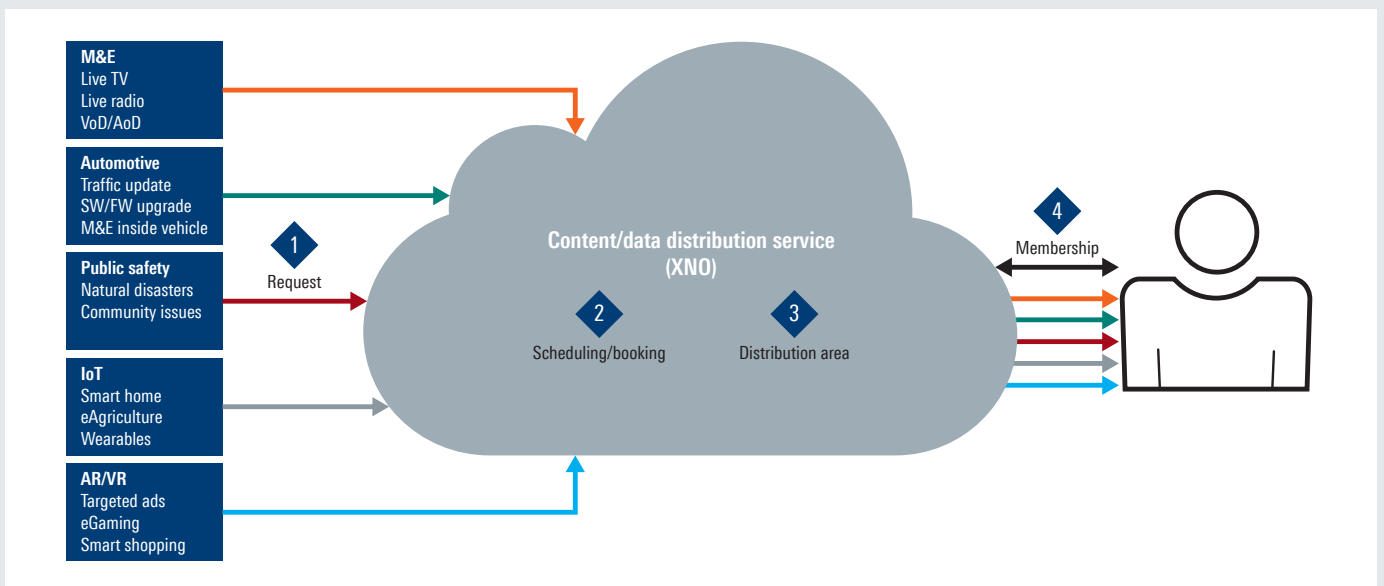 M&E
Live TV
Live radio
VoD/AoD
Automotive
Traffic update
SW/FW upgrade
M&E inside vehicle
Public safety
Natural disasters
Community issues
IoT
Smart home
eAgriculture
Wearables
AR/VR
Targeted ads
eGaming
Smart shopping
1
Request
Content/data distribution service
(XNO)
2
Scheduling/booking
3
Distribution area
4
Membership